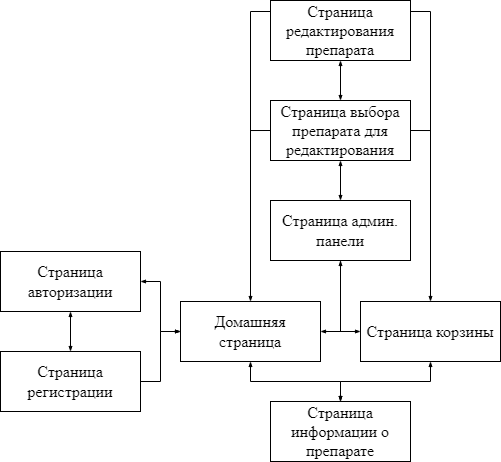 Страница
редактирования
препарата
Страница выбора
препарата для
редактирования
Страница админ.
панели
Страница
авторизации
Домашняя
страница
Страница корзины
Страница
регистрации
Страница
информации о
препарате